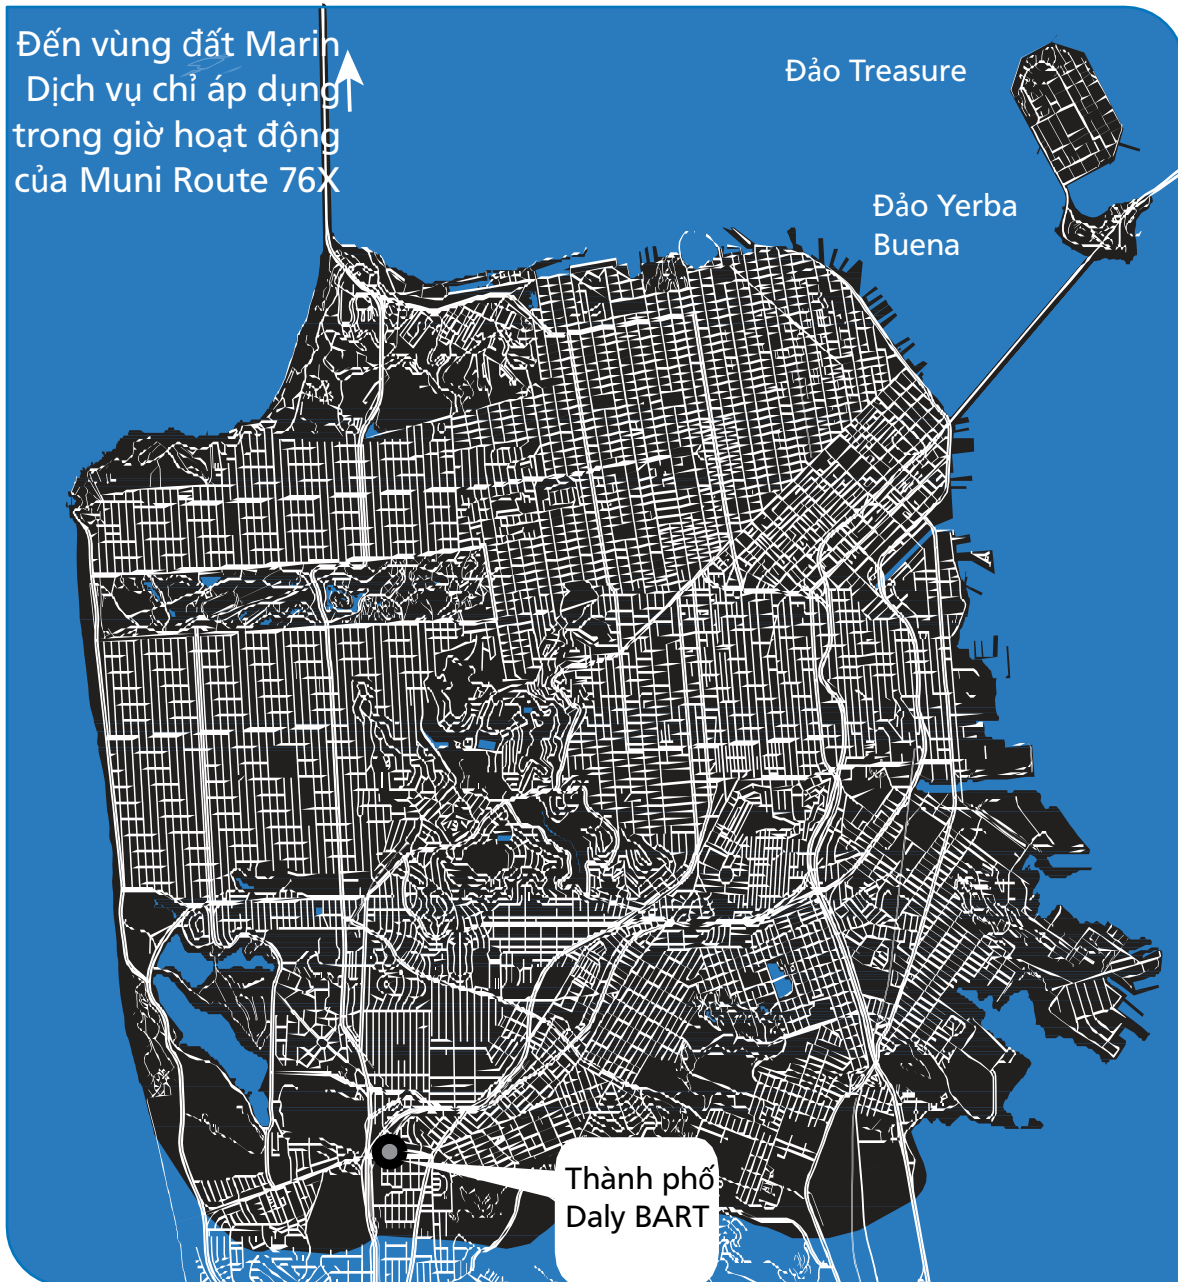 Đến vùng đất Marin
Dịch vụ chỉ áp dụng
trong giờ hoạt động
của Muni Route 76X
Đảo Treasure
Đảo Yerba
Buena
Thành phố
Daly BART